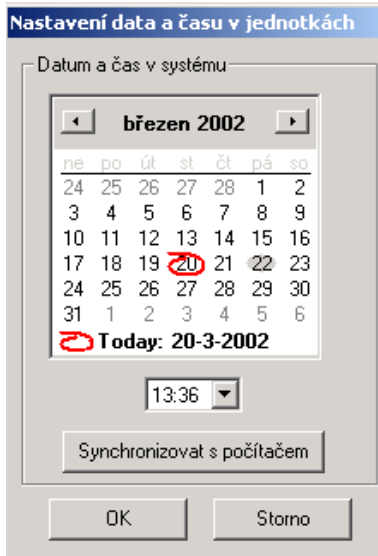 Nastavení data a času v jednotkách
Datum a čas v systému
březen 2002
ne po út st čt pá so
24 25 26 27 28 1 2
3 4 5 6 7 8 9
10 11 12 13 14 15 16
17 18 19 20 21 22 23
24 25 26 27 28 29 30
31 1 2 3 4 5 6
Today: 20-3-2002
13:36
Synchronizovat s počítačem
OK Storno